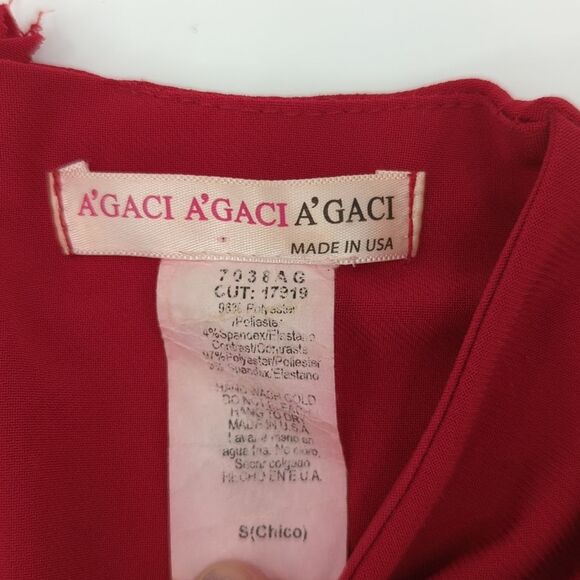 A'GACI A'GACI A'GACI
MADE IN USA
7038AG
CUT: 17919
96% Polyester
/Poliester
4%Spandex/Elastano
Contrast/Contraste
97%Polyester/Poliester
3% Spandex/Elastano
HAND WASH COLD
DO NOT BLEACH
HANG TO DRY
MADE IN U.S.A
Lavar a mano en
agua fria. No cloro.
Secar colgado
HECHO EN E.U.A.
S(Chico)